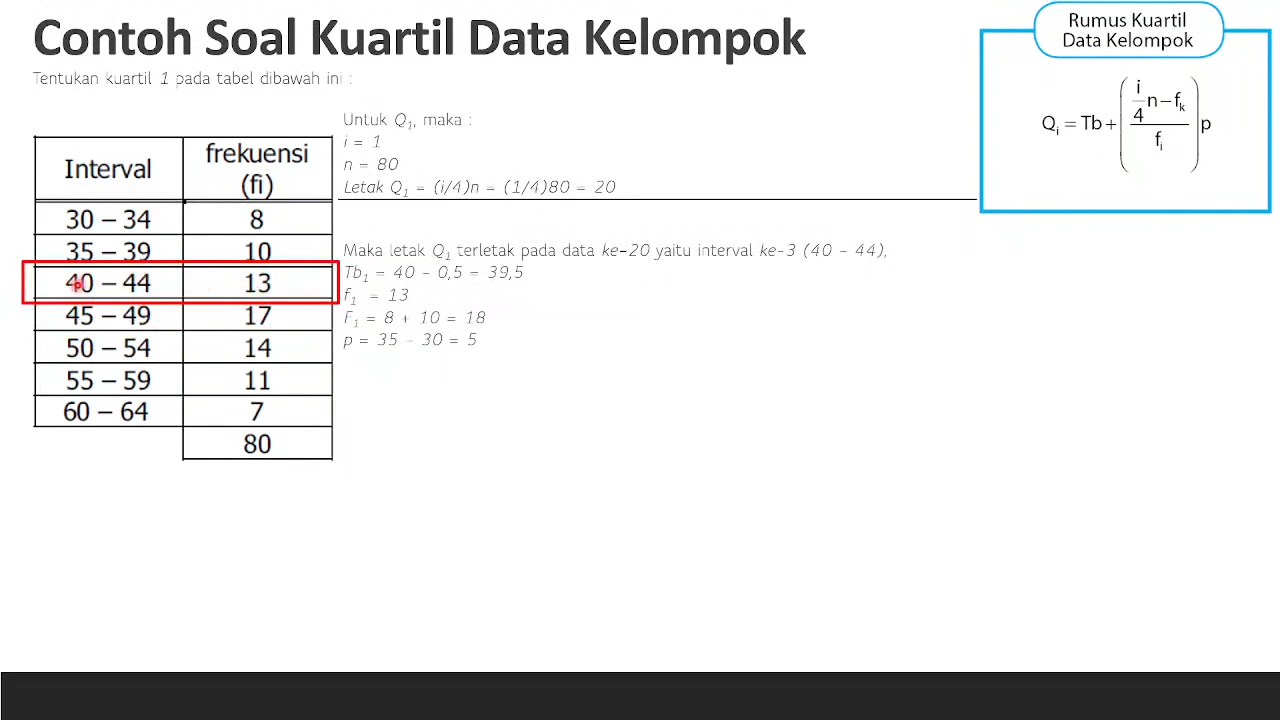 Contoh Soal Kuartil Data Kelompok
Tentukan kuartil 1 pada tabel dibawah ini :
Rumus Kuartil
Data Kelompok
Qi = Tb + ( (i/4 n − fk) / fi ) p
Untuk Q1, maka :
i = 1
n = 80
Letak Q1 = (i/4)n = (1/4)80 = 20
Maka letak Q1 terletak pada data ke-20 yaitu interval ke-3 (40 - 44),
Tb1 = 40 - 0,5 = 39,5
f1 = 13
F1 = 8 + 10 = 18
p = 35 - 30 = 5
Interval frekuensi (fi)
30 – 34 8
35 – 39 10
40 – 44 13
45 – 49 17
50 – 54 14
55 – 59 11
60 – 64 7
80